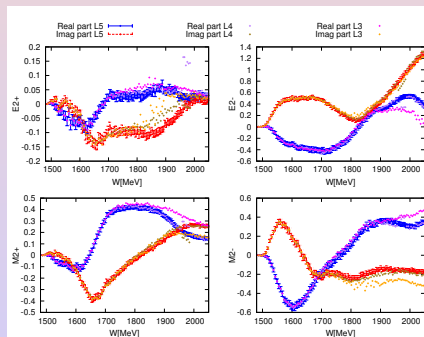 Real part L5 Real part L4 Real part L3
Imag part L5 Imag part L4 Imag part L3
E2+
0.2
0.15
0.1
0.05
0
-0.05
-0.1
-0.15
-0.2
1500 1600 1700 1800 1900 2000
W[MeV]
E2-
1.4
1.2
1
0.8
0.6
0.4
0.2
0
-0.2
-0.4
-0.6
1500 1600 1700 1800 1900 2000
W[MeV]
M2+
0.5
0.4
0.3
0.2
0.1
0
-0.1
-0.2
-0.3
-0.4
-0.5
1500 1600 1700 1800 1900 2000
W[MeV]
M2-
0.6
0.4
0.2
0
-0.2
-0.4
-0.6
1500 1600 1700 1800 1900 2000
W[MeV]